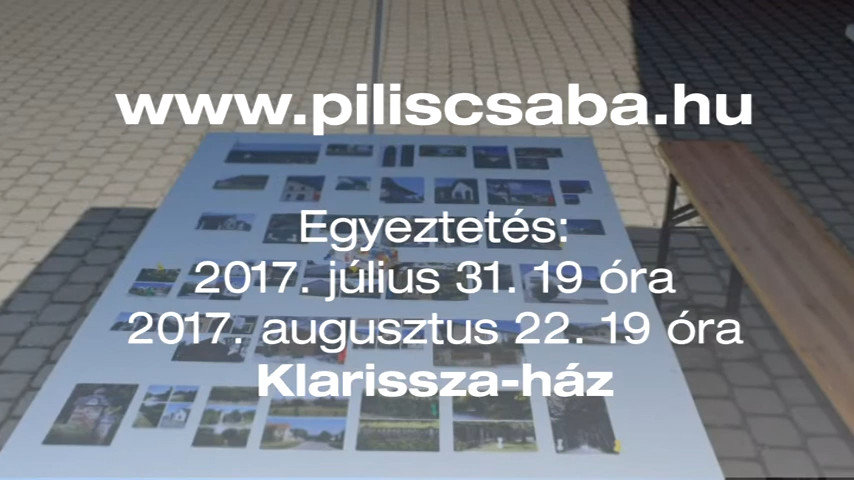 www.piliscsaba.hu
Egyeztetés:
2017. július 31. 19 óra
2017. augusztus 22. 19 óra
Klarissza-ház